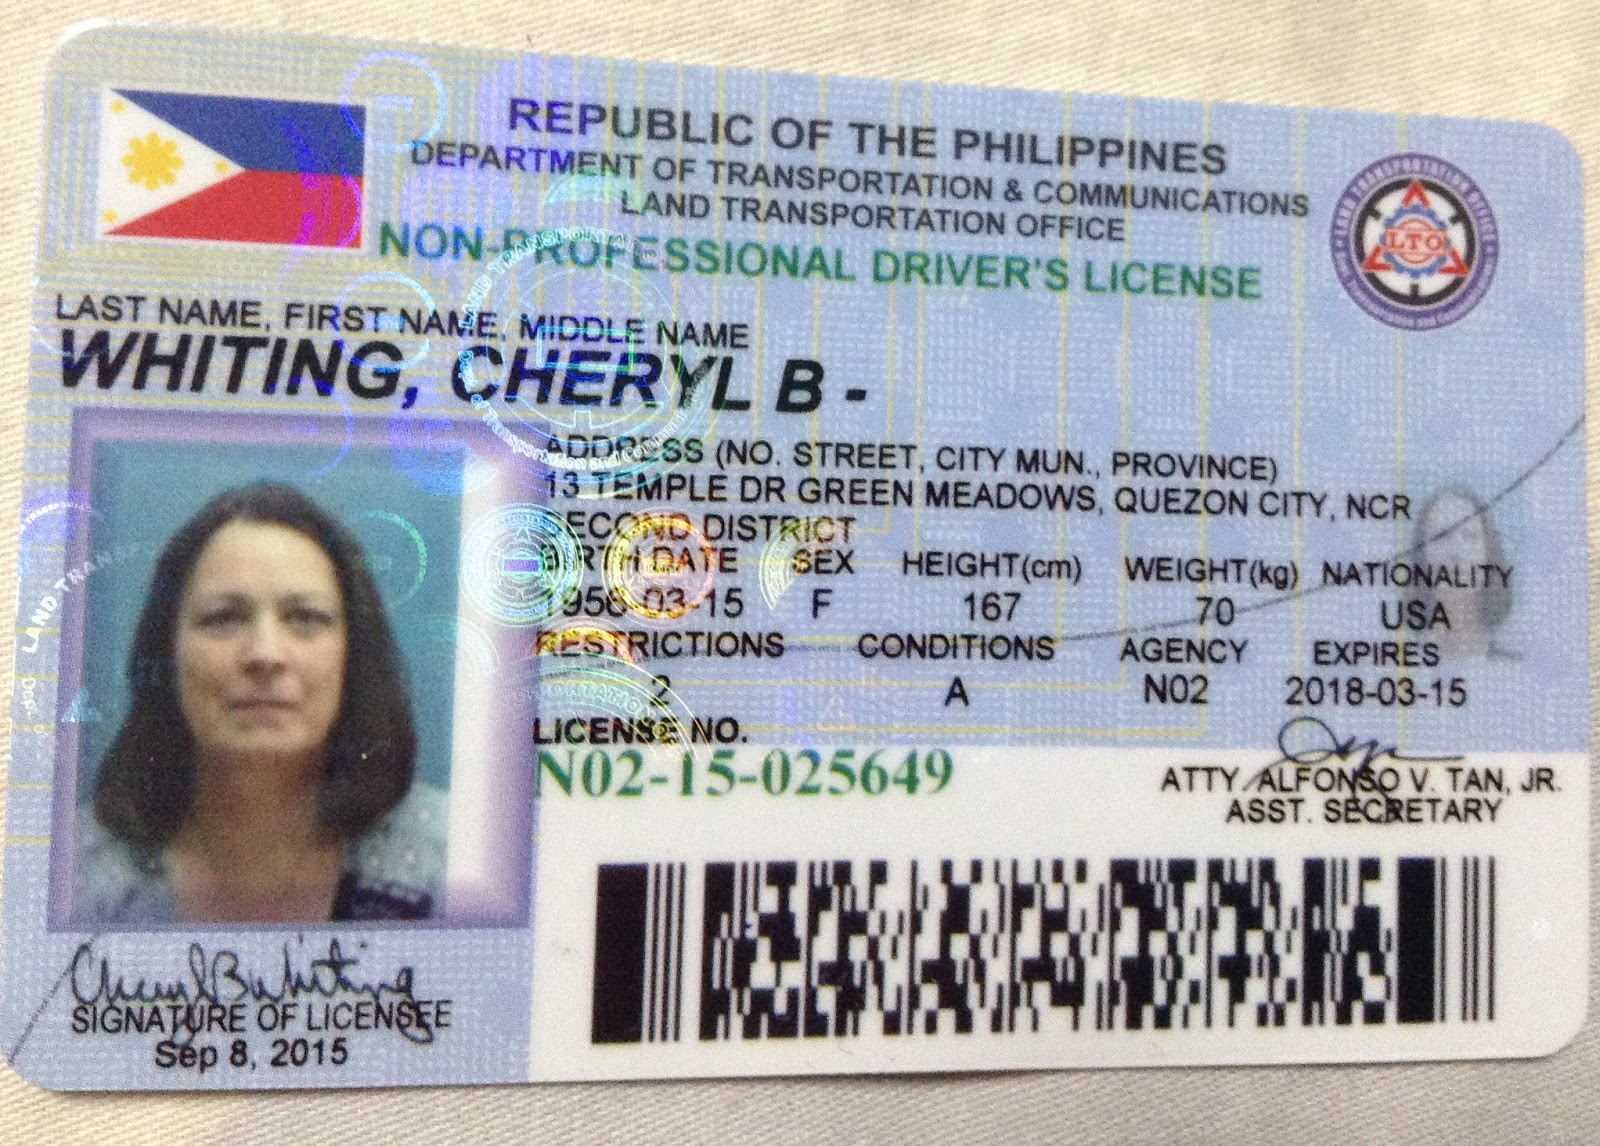 REPUBLIC OF THE PHILIPPINES
DEPARTMENT OF TRANSPORTATION & COMMUNICATIONS
LAND TRANSPORTATION OFFICE
NON-PROFESSIONAL DRIVER'S LICENSE
LTO
LAST NAME, FIRST NAME, MIDDLE NAME
WHITING, CHERYL B -
ADDRESS (NO. STREET, CITY MUN., PROVINCE)
13 TEMPLE DR GREEN MEADOWS, QUEZON CITY, NCR
SECOND DISTRICT
BIRTH DATE SEX HEIGHT(cm) WEIGHT(kg) NATIONALITY
F 167 70 USA
RESTRICTIONS CONDITIONS AGENCY EXPIRES
2 A N02 2018-03-15
LICENSE NO.
N02-15-025649
ATTY ALFONSO V. TAN, JR.
ASST. SECRETARY
Cheryl B Whiting
SIGNATURE OF LICENSEE
Sep 8, 2015